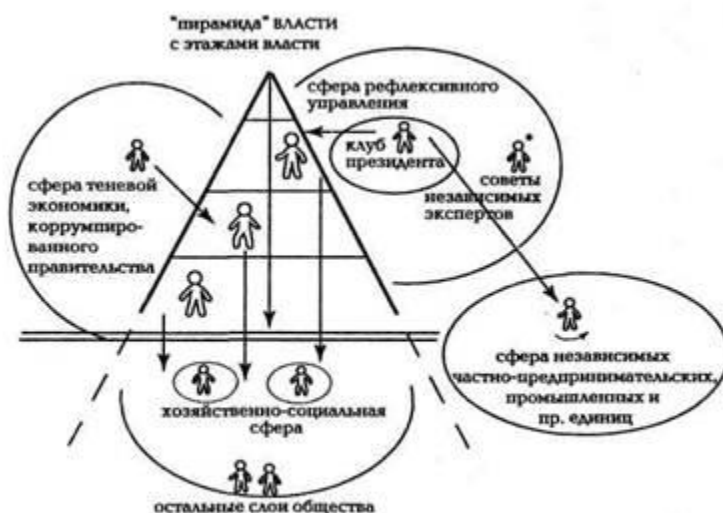 "пирамида" ВЛАСТИ
с этажами власти
сфера рефлексивного
управления
клуб
президента
советы
независимых
экспертов
сфера теневой
экономики,
коррумпиро-
ванного
правительства
сфера независимых
частно-предпринимательских,
промышленных и
пр. единиц
хозяйственно-социальная
сфера
остальные слои общества